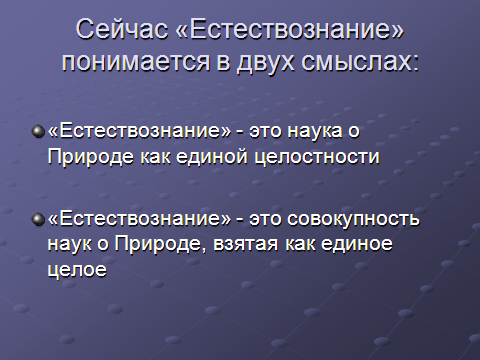 Сейчас «Естествознание»
понимается в двух смыслах:
«Естествознание» - это наука о
Природе как единой целостности
«Естествознание» - это совокупность
наук о Природе, взятая как единое
целое